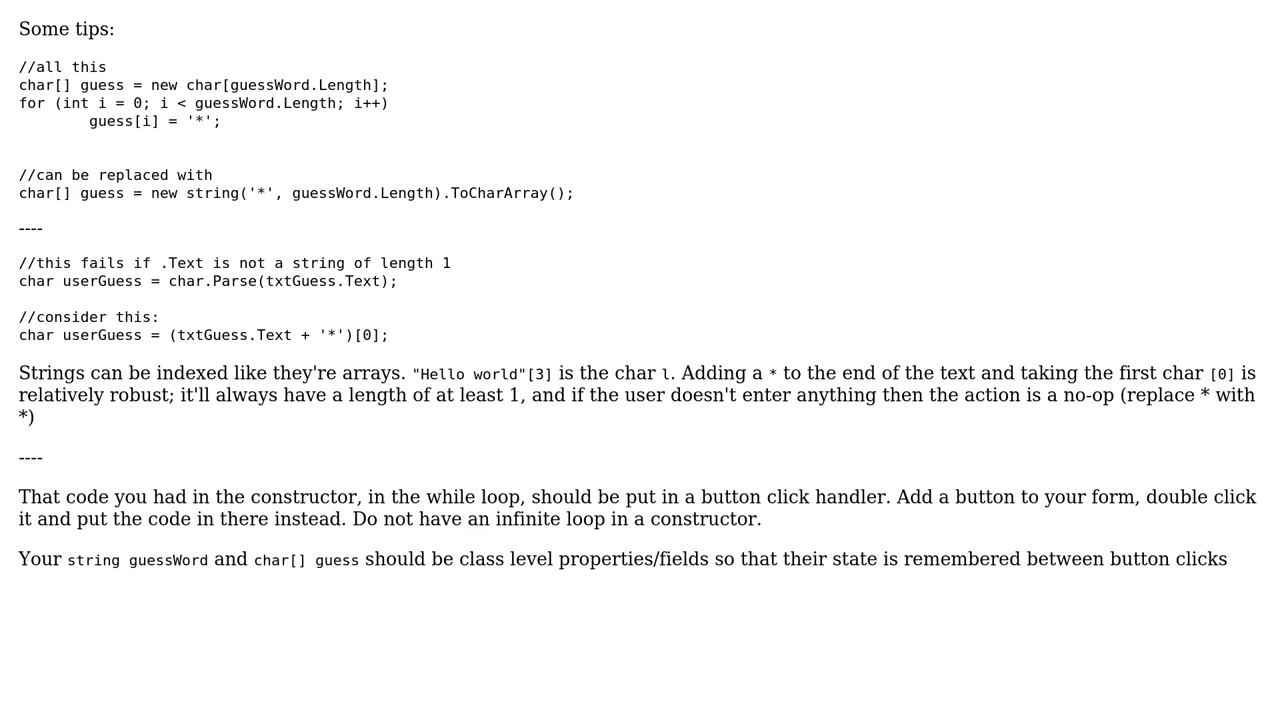 Some tips:
//all this
char[] guess = new char[guessWord.Length];
for (int i = 0; i < guessWord.Length; i++)
        guess[i] = '*';
//can be replaced with
char[] guess = new string('*', guessWord.Length).ToCharArray();
----
//this fails if .Text is not a string of length 1
char userGuess = char.Parse(txtGuess.Text);
//consider this:
char userGuess = (txtGuess.Text + '*')[0];
Strings can be indexed like they're arrays. "Hello world"[3] is the char l. Adding a * to the end of the text and taking the first char [0] is
relatively robust; it'll always have a length of at least 1, and if the user doesn't enter anything then the action is a no-op (replace * with
*)
----
That code you had in the constructor, in the while loop, should be put in a button click handler. Add a button to your form, double click
it and put the code in there instead. Do not have an infinite loop in a constructor.
Your string guessWord and char[] guess should be class level properties/fields so that their state is remembered between button clicks